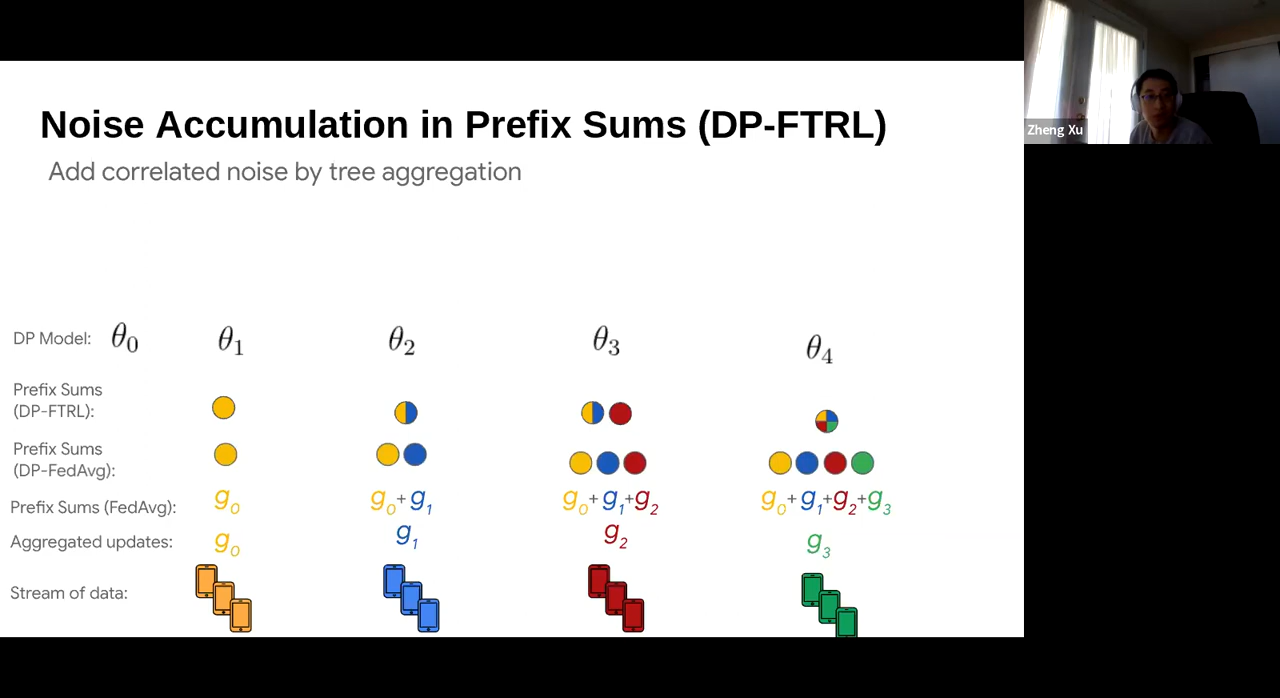 Noise Accumulation in Prefix Sums (DP-FTRL)
Add correlated noise by tree aggregation
Zheng Xu
DP Model: θ0 θ1 θ2 θ3 θ4
Prefix Sums
(DP-FTRL):
Prefix Sums
(DP-FedAvg):
Prefix Sums (FedAvg): g0 g0+g1 g0+g1+g2 g0+g1+g2+g3
Aggregated updates: g0 g1 g2 g3
Stream of data: